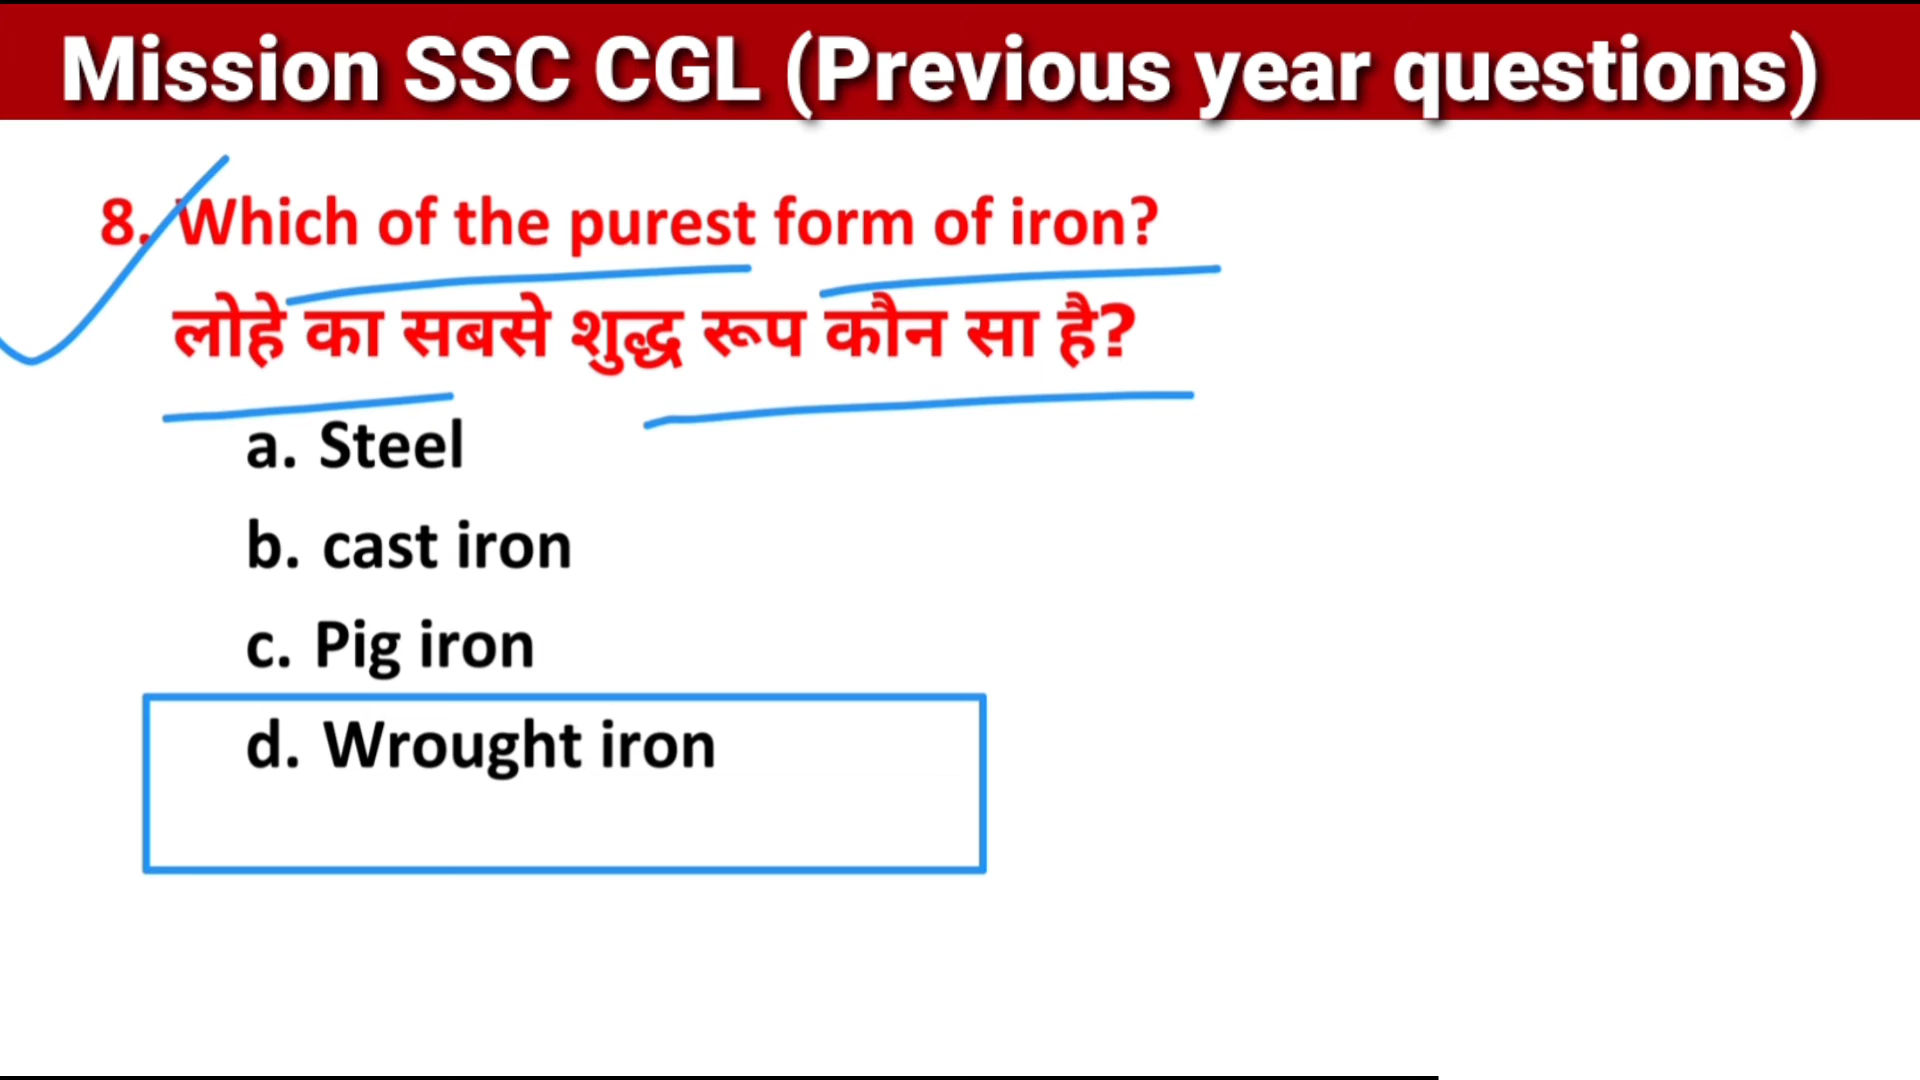 Mission SSC CGL (Previous year questions)
8. Which of the purest form of iron?
लोहे का सबसे शुद्ध रूप कौन सा है?
a. Steel
b. cast iron
c. Pig iron
d. Wrought iron